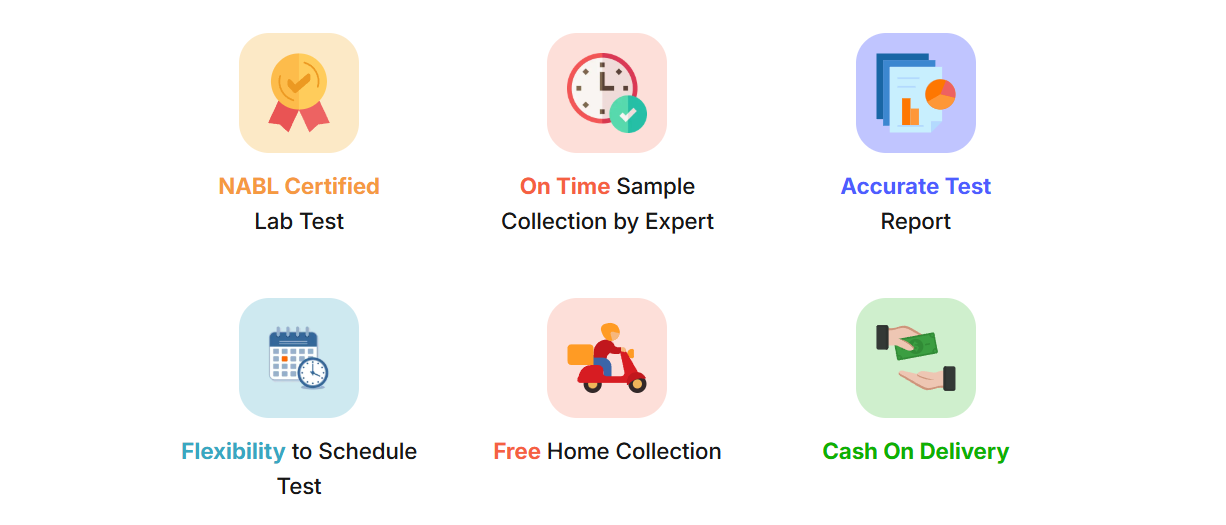 NABL Certified
Lab Test
On Time Sample
Collection by Expert
Accurate Test
Report
Flexibility to Schedule
Test
Free Home Collection
Cash On Delivery